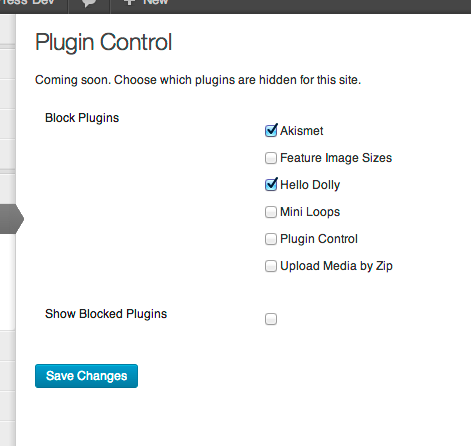 Press Dev
New
Plugin Control
Coming soon. Choose which plugins are hidden for this site.
Block Plugins
Akismet
Feature Image Sizes
Hello Dolly
Mini Loops
Plugin Control
Upload Media by Zip
Show Blocked Plugins
Save Changes